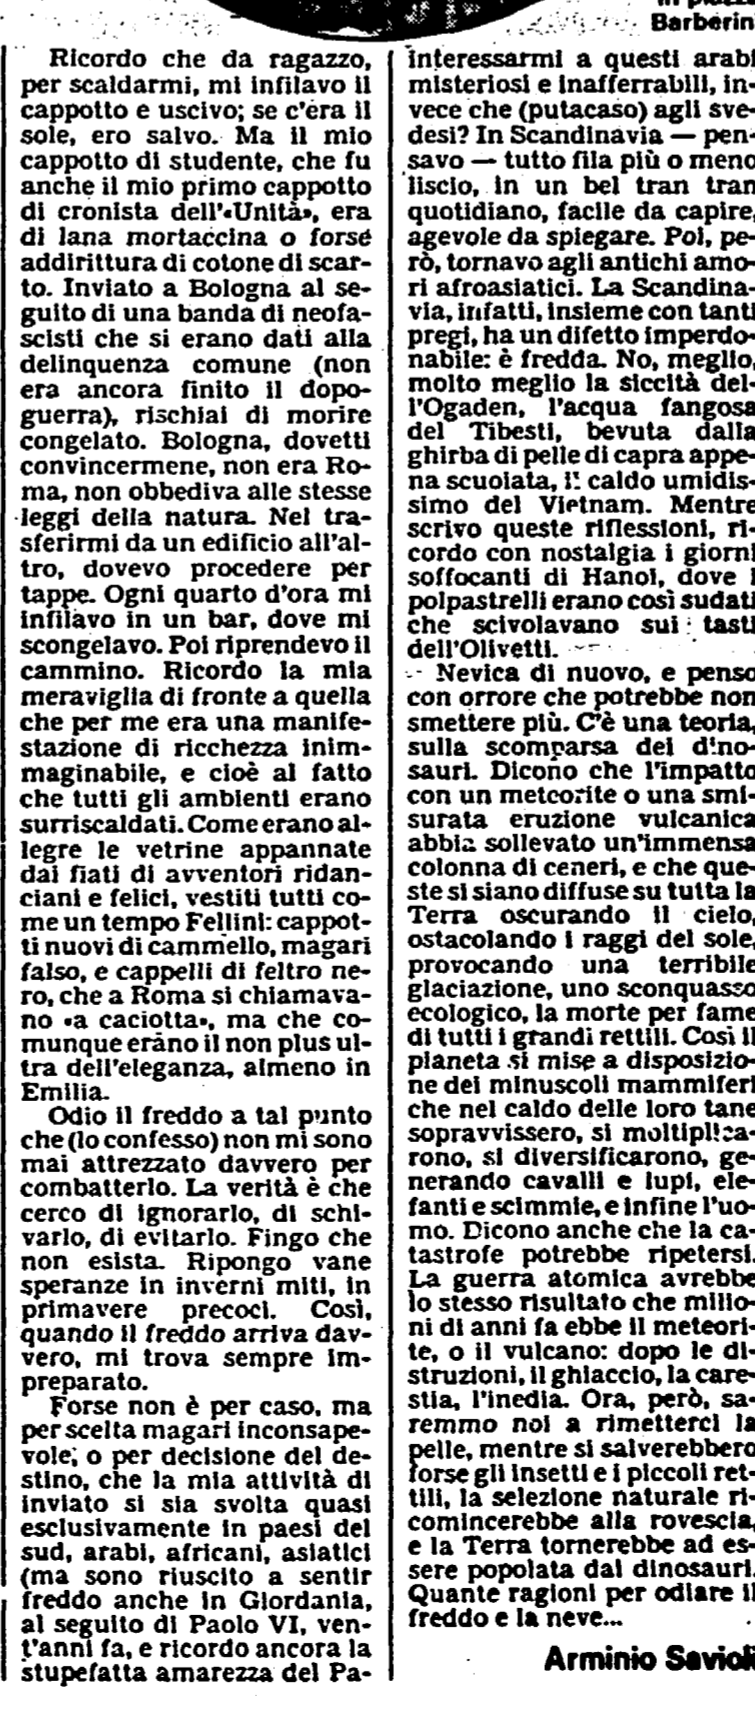 Ricordo che da ragazzo,
per scaldarmi, mi infilavo il
cappotto e uscivo; se c'era il
sole, ero salvo. Ma il mio
cappotto di studente, che fu
anche il mio primo cappotto
di cronista dell'«Unità», era
di lana mortaccina o forse
addirittura di cotone di scar-
to. Inviato a Bologna al se-
guito di una banda di neofa-
scisti che si erano dati alla
delinquenza comune (non
era ancora finito il dopo-
guerra), rischiai di morire
congelato. Bologna, dovetti
convincermene, non era Ro-
ma, non obbediva alle stesse
leggi della natura. Nel tra-
sferirmi da un edificio all'al-
tro, dovevo procedere per
tappe. Ogni quarto d'ora mi
infilavo in un bar, dove mi
scongelavo. Poi riprendevo il
cammino. Ricordo la mia
meraviglia di fronte a quella
che per me era una manife-
stazione di ricchezza inim-
maginabile, e cioè al fatto
che tutti gli ambienti erano
surriscaldati. Come erano al-
legre le vetrine appannate
dai fiati di avventori ridan-
ciani e felici, vestiti tutti co-
me un tempo Fellini: cappot-
ti nuovi di cammello, magari
falso, e cappelli di feltro ne-
ro, che a Roma si chiamava-
no «a caciotta», ma che co-
munque erano il non plus ul-
tra dell'eleganza, almeno in
Emilia.
Odio il freddo a tal punto
che (lo confesso) non mi sono
mai attrezzato davvero per
combatterlo. La verità è che
cerco di ignorarlo, di schi-
varlo, di evitarlo. Fingo che
non esista. Ripongo vane
speranze in inverni miti, in
primavere precoci. Così,
quando il freddo arriva dav-
vero, mi trova sempre im-
preparato.
Forse non è per caso, ma
per scelta magari inconsape-
vole, o per decisione del de-
stino, che la mia attività di
inviato si sia svolta quasi
esclusivamente in paesi del
sud, arabi, africani, asiatici
(ma sono riuscito a sentir
freddo anche in Giordania,
al seguito di Paolo VI, ven-
t'anni fa, e ricordo ancora la
stupefatta amarezza del Pa-
in piazza
Barberin
interessarmi a questi arabi
misteriosi e inafferrabili, in-
vece che (putacaso) agli sve-
desi? In Scandinavia — pen-
savo — tutto fila più o meno
liscio, in un bel tran tran
quotidiano, facile da capire,
agevole da spiegare. Poi, pe-
rò, tornavo agli antichi amo-
ri afroasiatici. La Scandina-
via, infatti, insieme con tanti
pregi, ha un difetto imperdo-
nabile: è fredda. No, meglio,
molto meglio la siccità del-
l'Ogaden, l'acqua fangosa
del Tibesti, bevuta dalla
ghirba di pelle di capra appe-
na scuoiata, il caldo umidis-
simo del Vietnam. Mentre
scrivo queste riflessioni, ri-
cordo con nostalgia i giorni
soffocanti di Hanoi, dove i
polpastrelli erano così sudati
che scivolavano sui tasti
dell'Olivetti.
Nevica di nuovo, e penso
con orrore che potrebbe non
smettere più. C'è una teoria,
sulla scomparsa dei dino-
sauri. Dicono che l'impatto
con un meteorite o una smi-
surata eruzione vulcanica
abbia sollevato un'immensa
colonna di ceneri, e che que-
ste si siano diffuse su tutta la
Terra oscurando il cielo,
ostacolando i raggi del sole,
provocando una terribile
glaciazione, uno sconquasso
ecologico, la morte per fame
di tutti i grandi rettili. Così il
pianeta si mise a disposizio-
ne dei minuscoli mammiferi
che nel caldo delle loro tane
sopravvissero, si moltiplica-
rono, si diversificarono, ge-
nerando cavalli e lupi, ele-
fanti e scimmie, e infine l'uo-
mo. Dicono anche che la ca-
tastrofe potrebbe ripetersi.
La guerra atomica avrebbe
lo stesso risultato che milio-
ni di anni fa ebbe il meteori-
te, o il vulcano: dopo le di-
struzioni, il ghiaccio, la care-
stia, l'inedia. Ora, però, sa-
remmo noi a rimetterci la
pelle, mentre si salverebbero
forse gli insetti e i piccoli ret-
tili, la selezione naturale ri-
comincerebbe alla rovescia,
e la Terra tornerebbe ad es-
sere popolata dai dinosauri.
Quante ragioni per odiare il
freddo e la neve...
Arminio Savioli